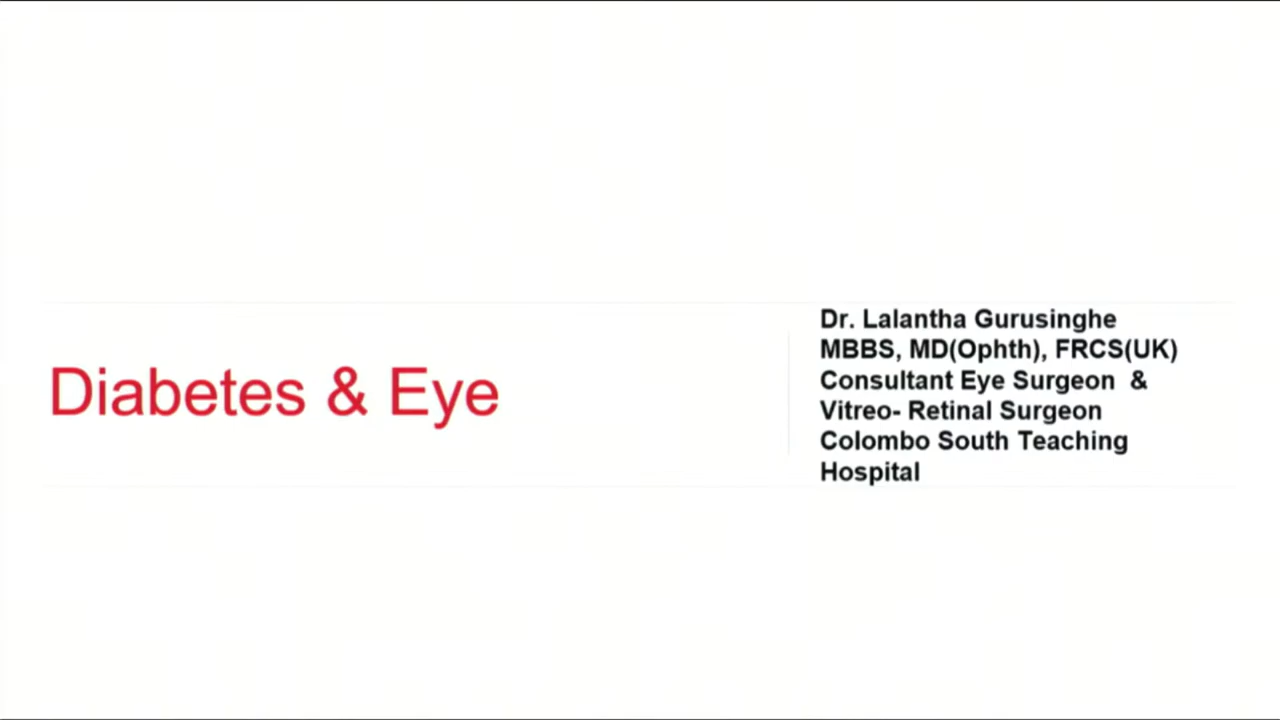 Diabetes & Eye
Dr. Lalantha Gurusinghe
MBBS, MD(Ophth), FRCS(UK)
Consultant Eye Surgeon &
Vitreo- Retinal Surgeon
Colombo South Teaching
Hospital